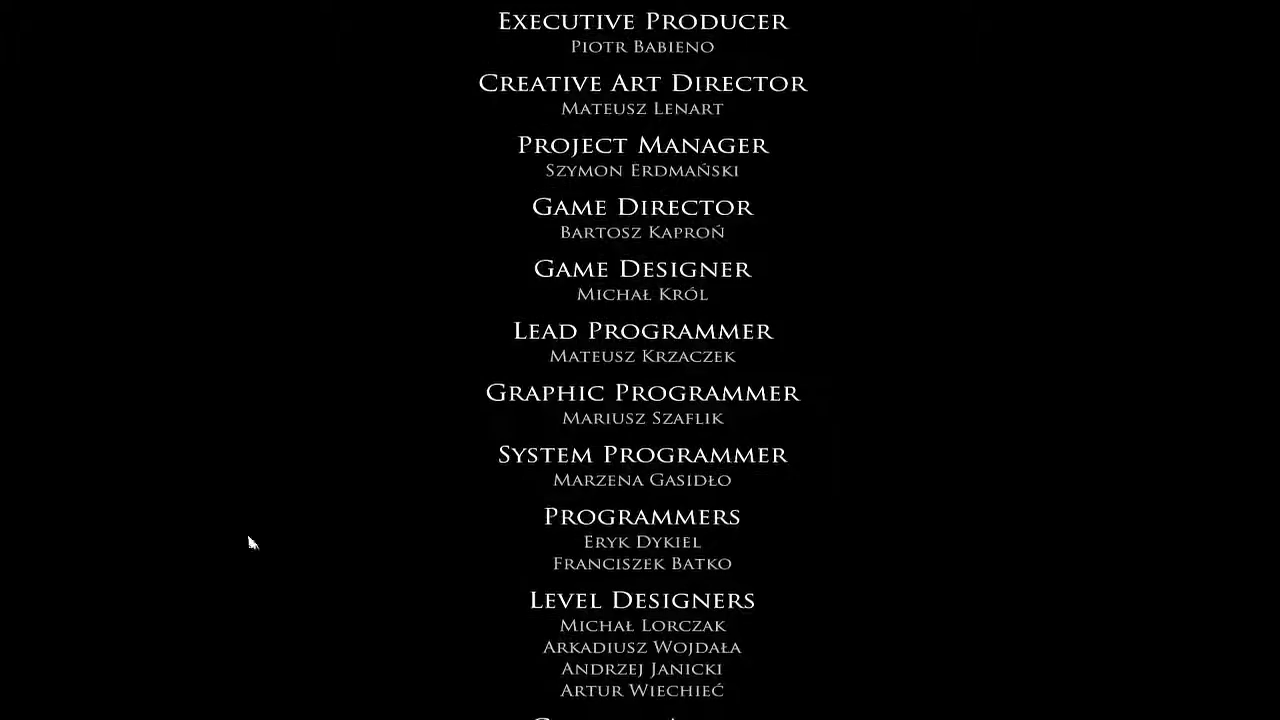 Executive Producer
Piotr Babieno
Creative Art Director
Mateusz Lenart
Project Manager
Szymon Erdmański
Game Director
Bartosz Kaproń
Game Designer
Michał Król
Lead Programmer
Mateusz Krzaczek
Graphic Programmer
Mariusz Szaflik
System Programmer
Marzena Gasidło
Programmers
Eryk Dykiel
Franciszek Batko
Level Designers
Michał Lorczak
Arkadiusz Wojdała
Andrzej Janicki
Artur Wiechieć